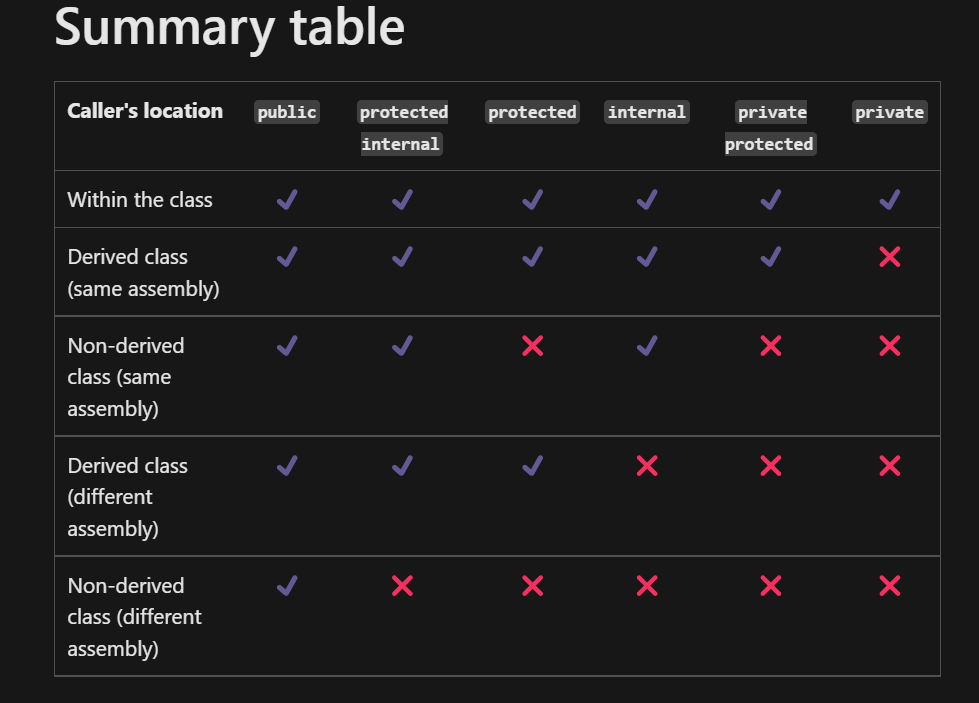 Summary table
Caller's location public protected protected internal private private
internal protected
Within the class ✔ ✔ ✔ ✔ ✔ ✔
Derived class ✔ ✔ ✔ ✔ ✔ ❌
(same assembly)
Non-derived ✔ ✔ ❌ ✔ ❌ ❌
class (same
assembly)
Derived class ✔ ✔ ✔ ❌ ❌ ❌
(different
assembly)
Non-derived ✔ ❌ ❌ ❌ ❌ ❌
class (different
assembly)